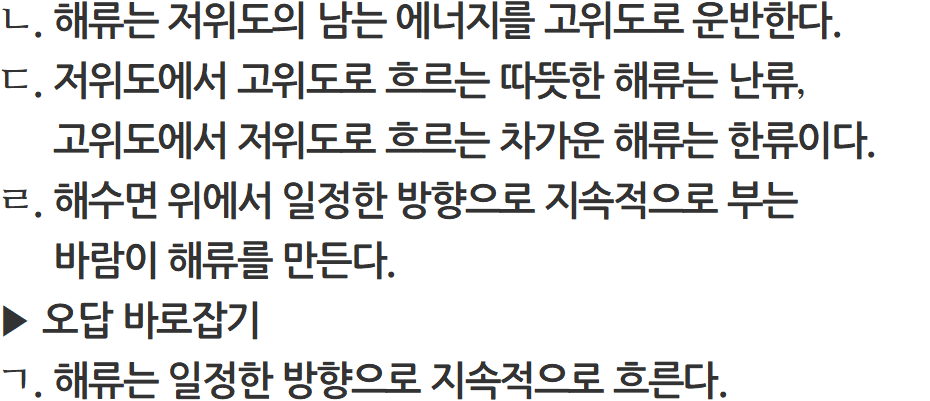 ㄴ. 해류는 저위도의 남는 에너지를 고위도로 운반한다.
ㄷ. 저위도에서 고위도로 흐르는 따뜻한 해류는 난류,
고위도에서 저위도로 흐르는 차가운 해류는 한류이다.
ㄹ. 해수면 위에서 일정한 방향으로 지속적으로 부는
바람이 해류를 만든다.
▶ 오답 바로잡기
ㄱ. 해류는 일정한 방향으로 지속적으로 흐른다.